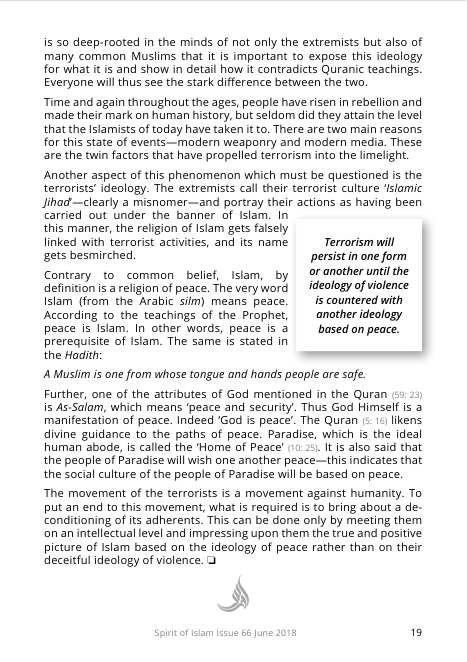 is so deep-rooted in the minds of not only the extremists but also of
many common Muslims that it is important to expose this ideology
for what it is and show in detail how it contradicts Quranic teachings.
Everyone will thus see the stark difference between the two.
Time and again throughout the ages, people have risen in rebellion and
made their mark on human history, but seldom did they attain the level
that the Islamists of today have taken it to. There are two main reasons
for this state of events—modern weaponry and modern media. These
are the twin factors that have propelled terrorism into the limelight.
Another aspect of this phenomenon which must be questioned is the
terrorists’ ideology. The extremists call their terrorist culture ‘Islamic
Jihad’—clearly a misnomer—and portray their actions as having been
carried out under the banner of Islam. In
this manner, the religion of Islam gets falsely
linked with terrorist activities, and its name
gets besmirched.
Contrary to common belief, Islam, by
definition is a religion of peace. The very word
Islam (from the Arabic silm) means peace.
According to the teachings of the Prophet,
peace is Islam. In other words, peace is a
prerequisite of Islam. The same is stated in
the Hadith:
Terrorism will
persist in one form
or another until the
ideology of violence
is countered with
another ideology
based on peace.
A Muslim is one from whose tongue and hands people are safe.
Further, one of the attributes of God mentioned in the Quran (59: 23)
is As-Salam, which means ‘peace and security’. Thus God Himself is a
manifestation of peace. Indeed ‘God is peace’. The Quran (5: 16) likens
divine guidance to the paths of peace. Paradise, which is the ideal
human abode, is called the ‘Home of Peace’ (10: 25). It is also said that
the people of Paradise will wish one another peace—this indicates that
the social culture of the people of Paradise will be based on peace.
The movement of the terrorists is a movement against humanity. To
put an end to this movement, what is required is to bring about a de-
conditioning of its adherents. This can be done only by meeting them
on an intellectual level and impressing upon them the true and positive
picture of Islam based on the ideology of peace rather than on their
deceitful ideology of violence. ❑
Spirit of Islam Issue 66 June 2018
19